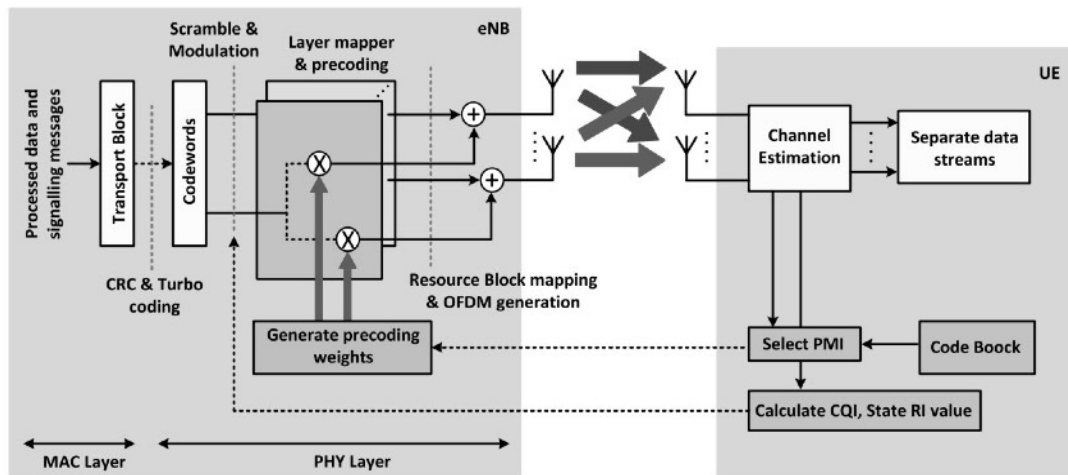 Scramble &
Modulation
eNB
Layer mapper
& precoding
UE
Processed data and
signalling messages
Transport Block
Codewords
X
X
+
+
Channel
Estimation
Separate data
streams
CRC & Turbo
coding
Resource Block mapping
& OFDM generation
Generate precoding
weights
Select PMI
Code Boock
Calculate CQI, State RI value
MAC Layer
PHY Layer